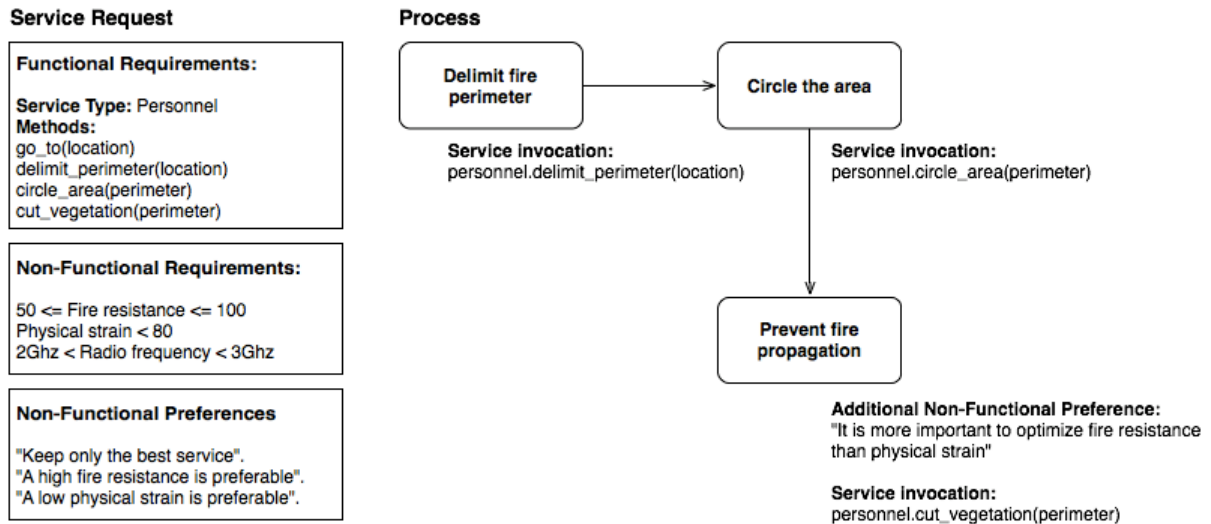 Service Request
Functional Requirements:
Service Type: Personnel
Methods:
go_to(location)
delimit_perimeter(location)
circle_area(perimeter)
cut_vegetation(perimeter)
Non-Functional Requirements:
50 <= Fire resistance <= 100
Physical strain < 80
2Ghz < Radio frequency < 3Ghz
Non-Functional Preferences
"Keep only the best service".
"A high fire resistance is preferable".
"A low physical strain is preferable".
Process
Delimit fire
perimeter
Service invocation:
personnel.delimit_perimeter(location)
Circle the area
Service invocation:
personnel.circle_area(perimeter)
Prevent fire
propagation
Additional Non-Functional Preference:
"It is more important to optimize fire resistance
than physical strain"
Service invocation:
personnel.cut_vegetation(perimeter)